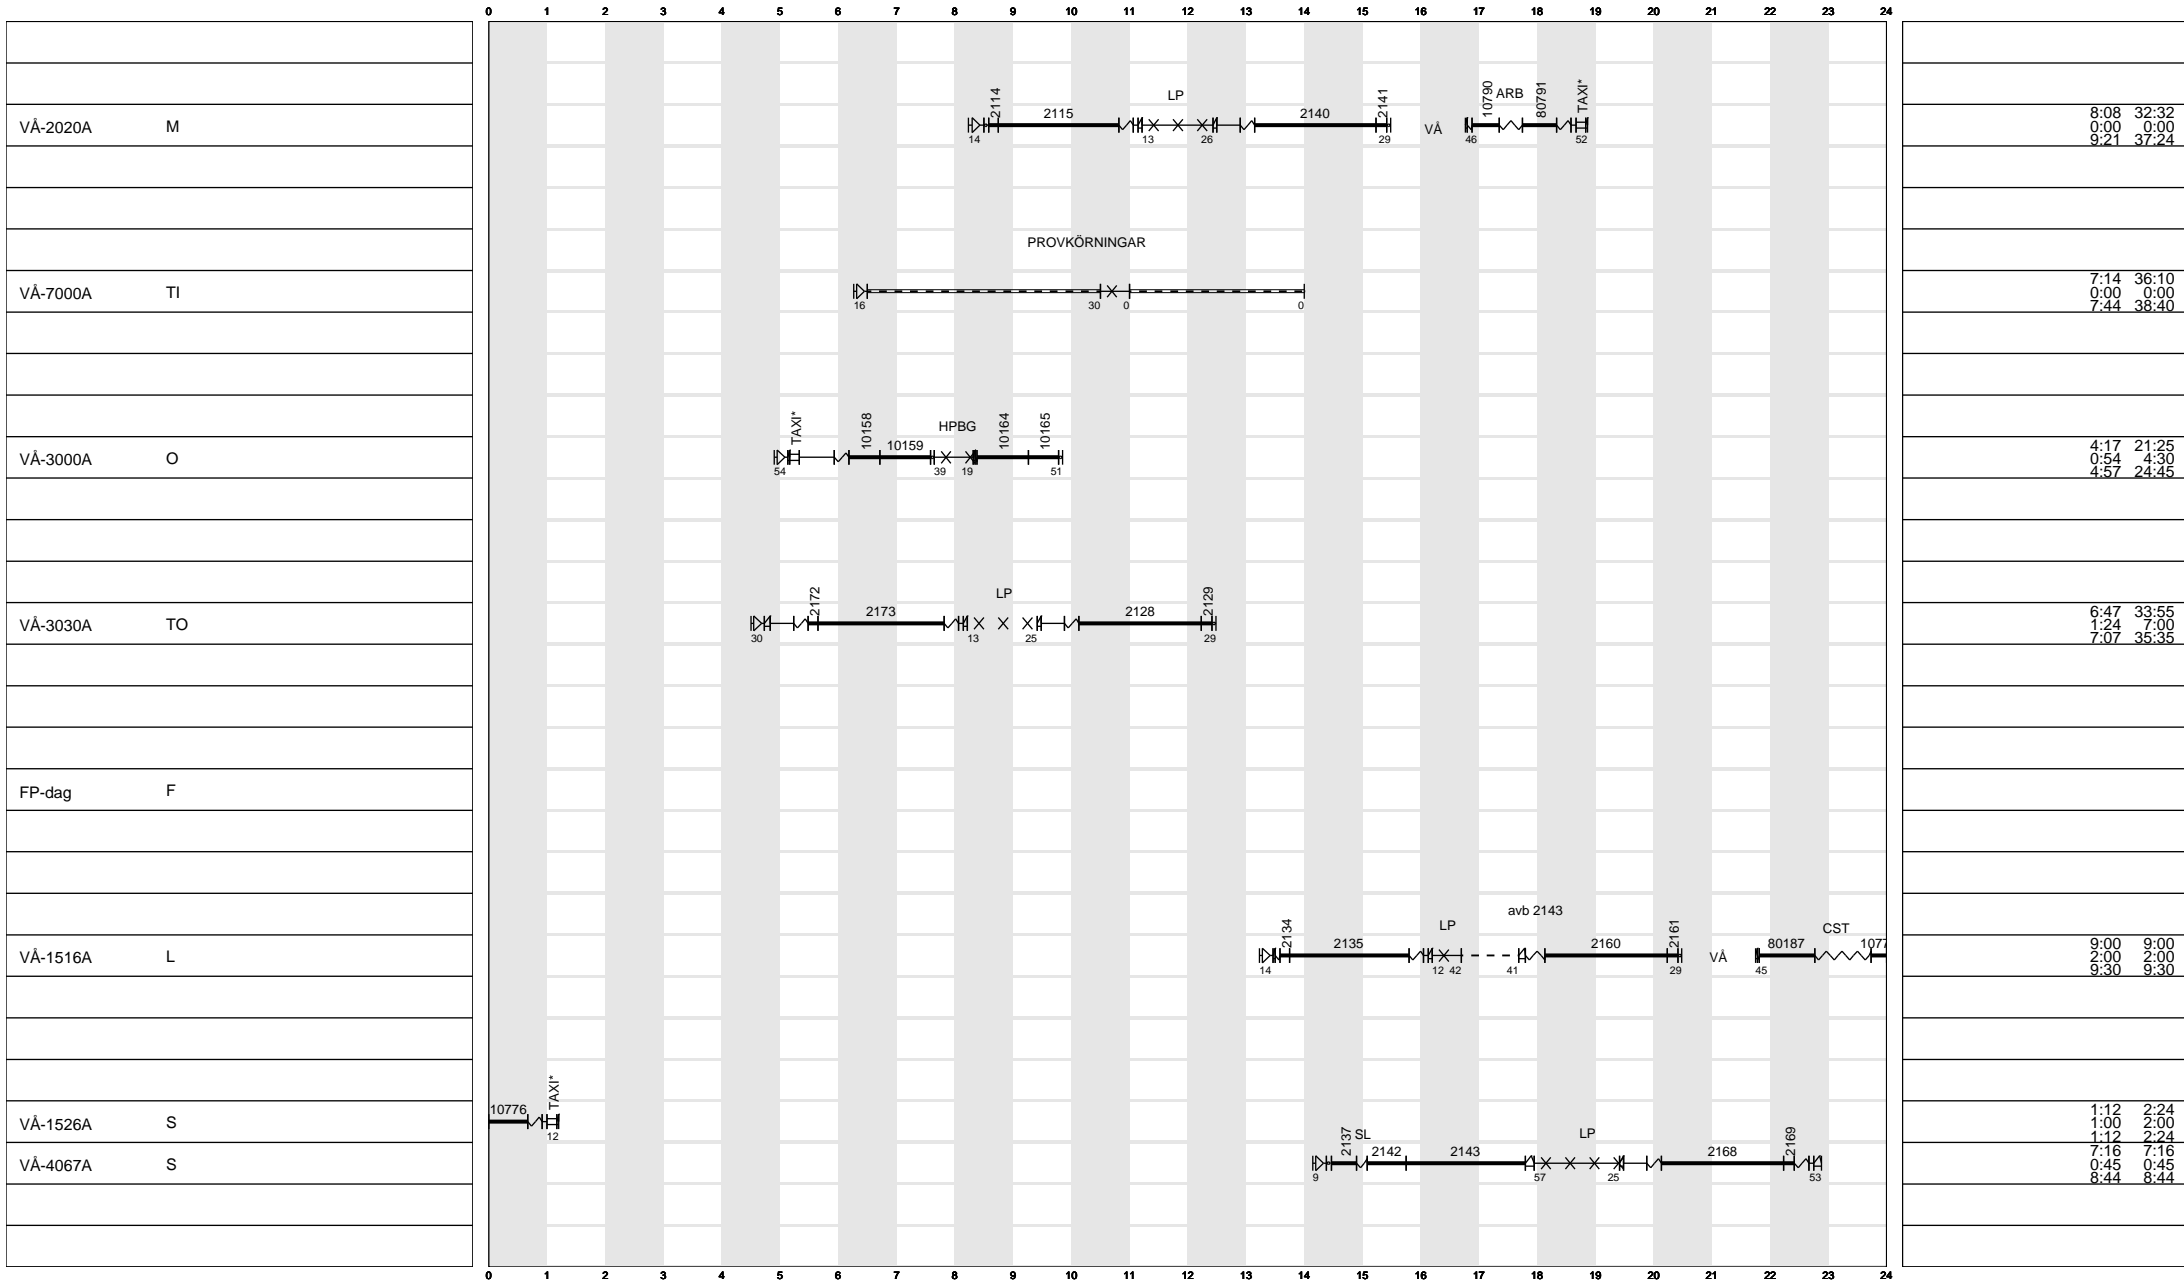 0 1 2 3 4 5 6 7 8 9 10 11 12 13 14 15 16 17 18 19 20 21 22 23 24
2114 LP 2141 10790 ARB 80791 TAXI*
VÅ-2020A M 2115 2140 VÅ 8:08 32:32
0:00 0:00
14 13 26 29 46 52 9:21 37:24
PROVKÖRNINGAR
VÅ-7000A TI 7:14 36:10
0:00 0:00
16 30 0 0 7:44 38:40
TAXI* 10158 HPBG 10164 10165
VÅ-3000A O 10159 4:17 21:25
0:54 4:30
54 39 19 51 4:57 24:45
2172 LP 2129
VÅ-3030A TO 2173 2128 6:47 33:55
1:24 7:00
30 13 25 29 7:07 35:35
FP-dag F
avb 2143
2134 LP 2161 CST
VÅ-1516A L 2135 2160 VÅ 80187 1077 9:00 9:00
2:00 2:00
14 12 42 41 29 45 9:30 9:30
TAXI*
VÅ-1526A S 10776 1:12 2:24
1:00 2:00
12 1:12 2:24
2137 SL LP 2169
VÅ-4067A S 2142 2143 2168 7:16 7:16
0:45 0:45
9 57 25 53 8:44 8:44
0 1 2 3 4 5 6 7 8 9 10 11 12 13 14 15 16 17 18 19 20 21 22 23 24